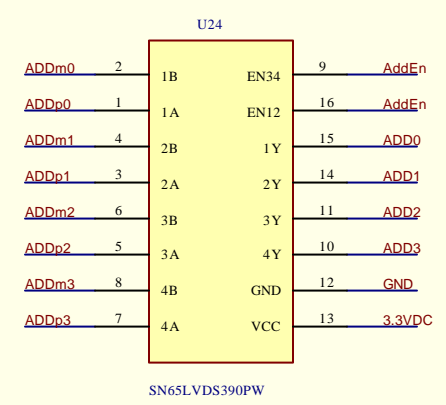 U24
ADDm0 2 1B EN34 9 AddEn
ADDp0 1 1A EN12 16 AddEn
ADDm1 4 2B 1Y 15 ADD0
ADDp1 3 2A 2Y 14 ADD1
ADDm2 6 3B 3Y 11 ADD2
ADDp2 5 3A 4Y 10 ADD3
ADDm3 8 4B GND 12 GND
ADDp3 7 4A VCC 13 3.3VDC
SN65LVDS390PW